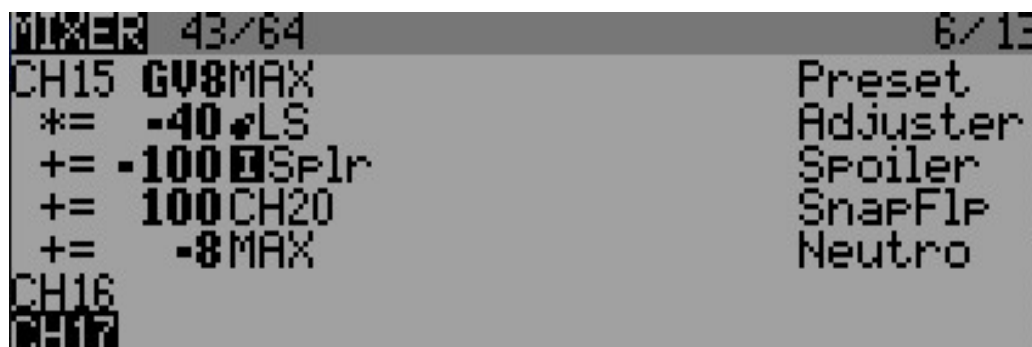 MIXER 43/64 6/13
CH15 GV8MAX Preset
*= -40 LS Adjuster
+= -100 I Splr Spoiler
+= 100 CH20 SnapFlp
+= -8 MAX Neutro
CH16
CH17